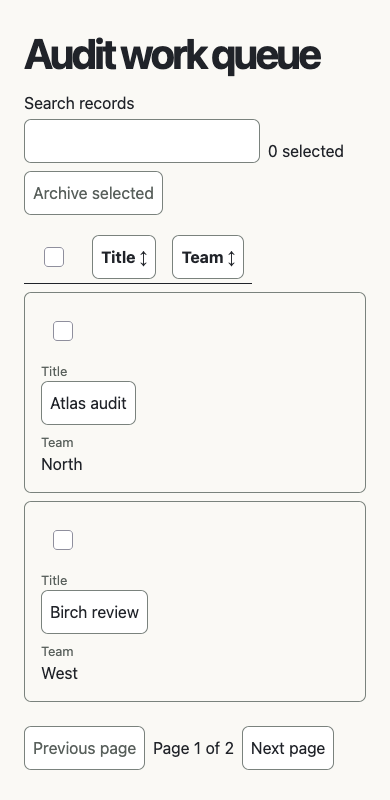 Audit work queue
Search records
0 selected
Archive selected
Title ↕ Team ↕
Title
Atlas audit
Team
North
Title
Birch review
Team
West
Previous page Page 1 of 2 Next page